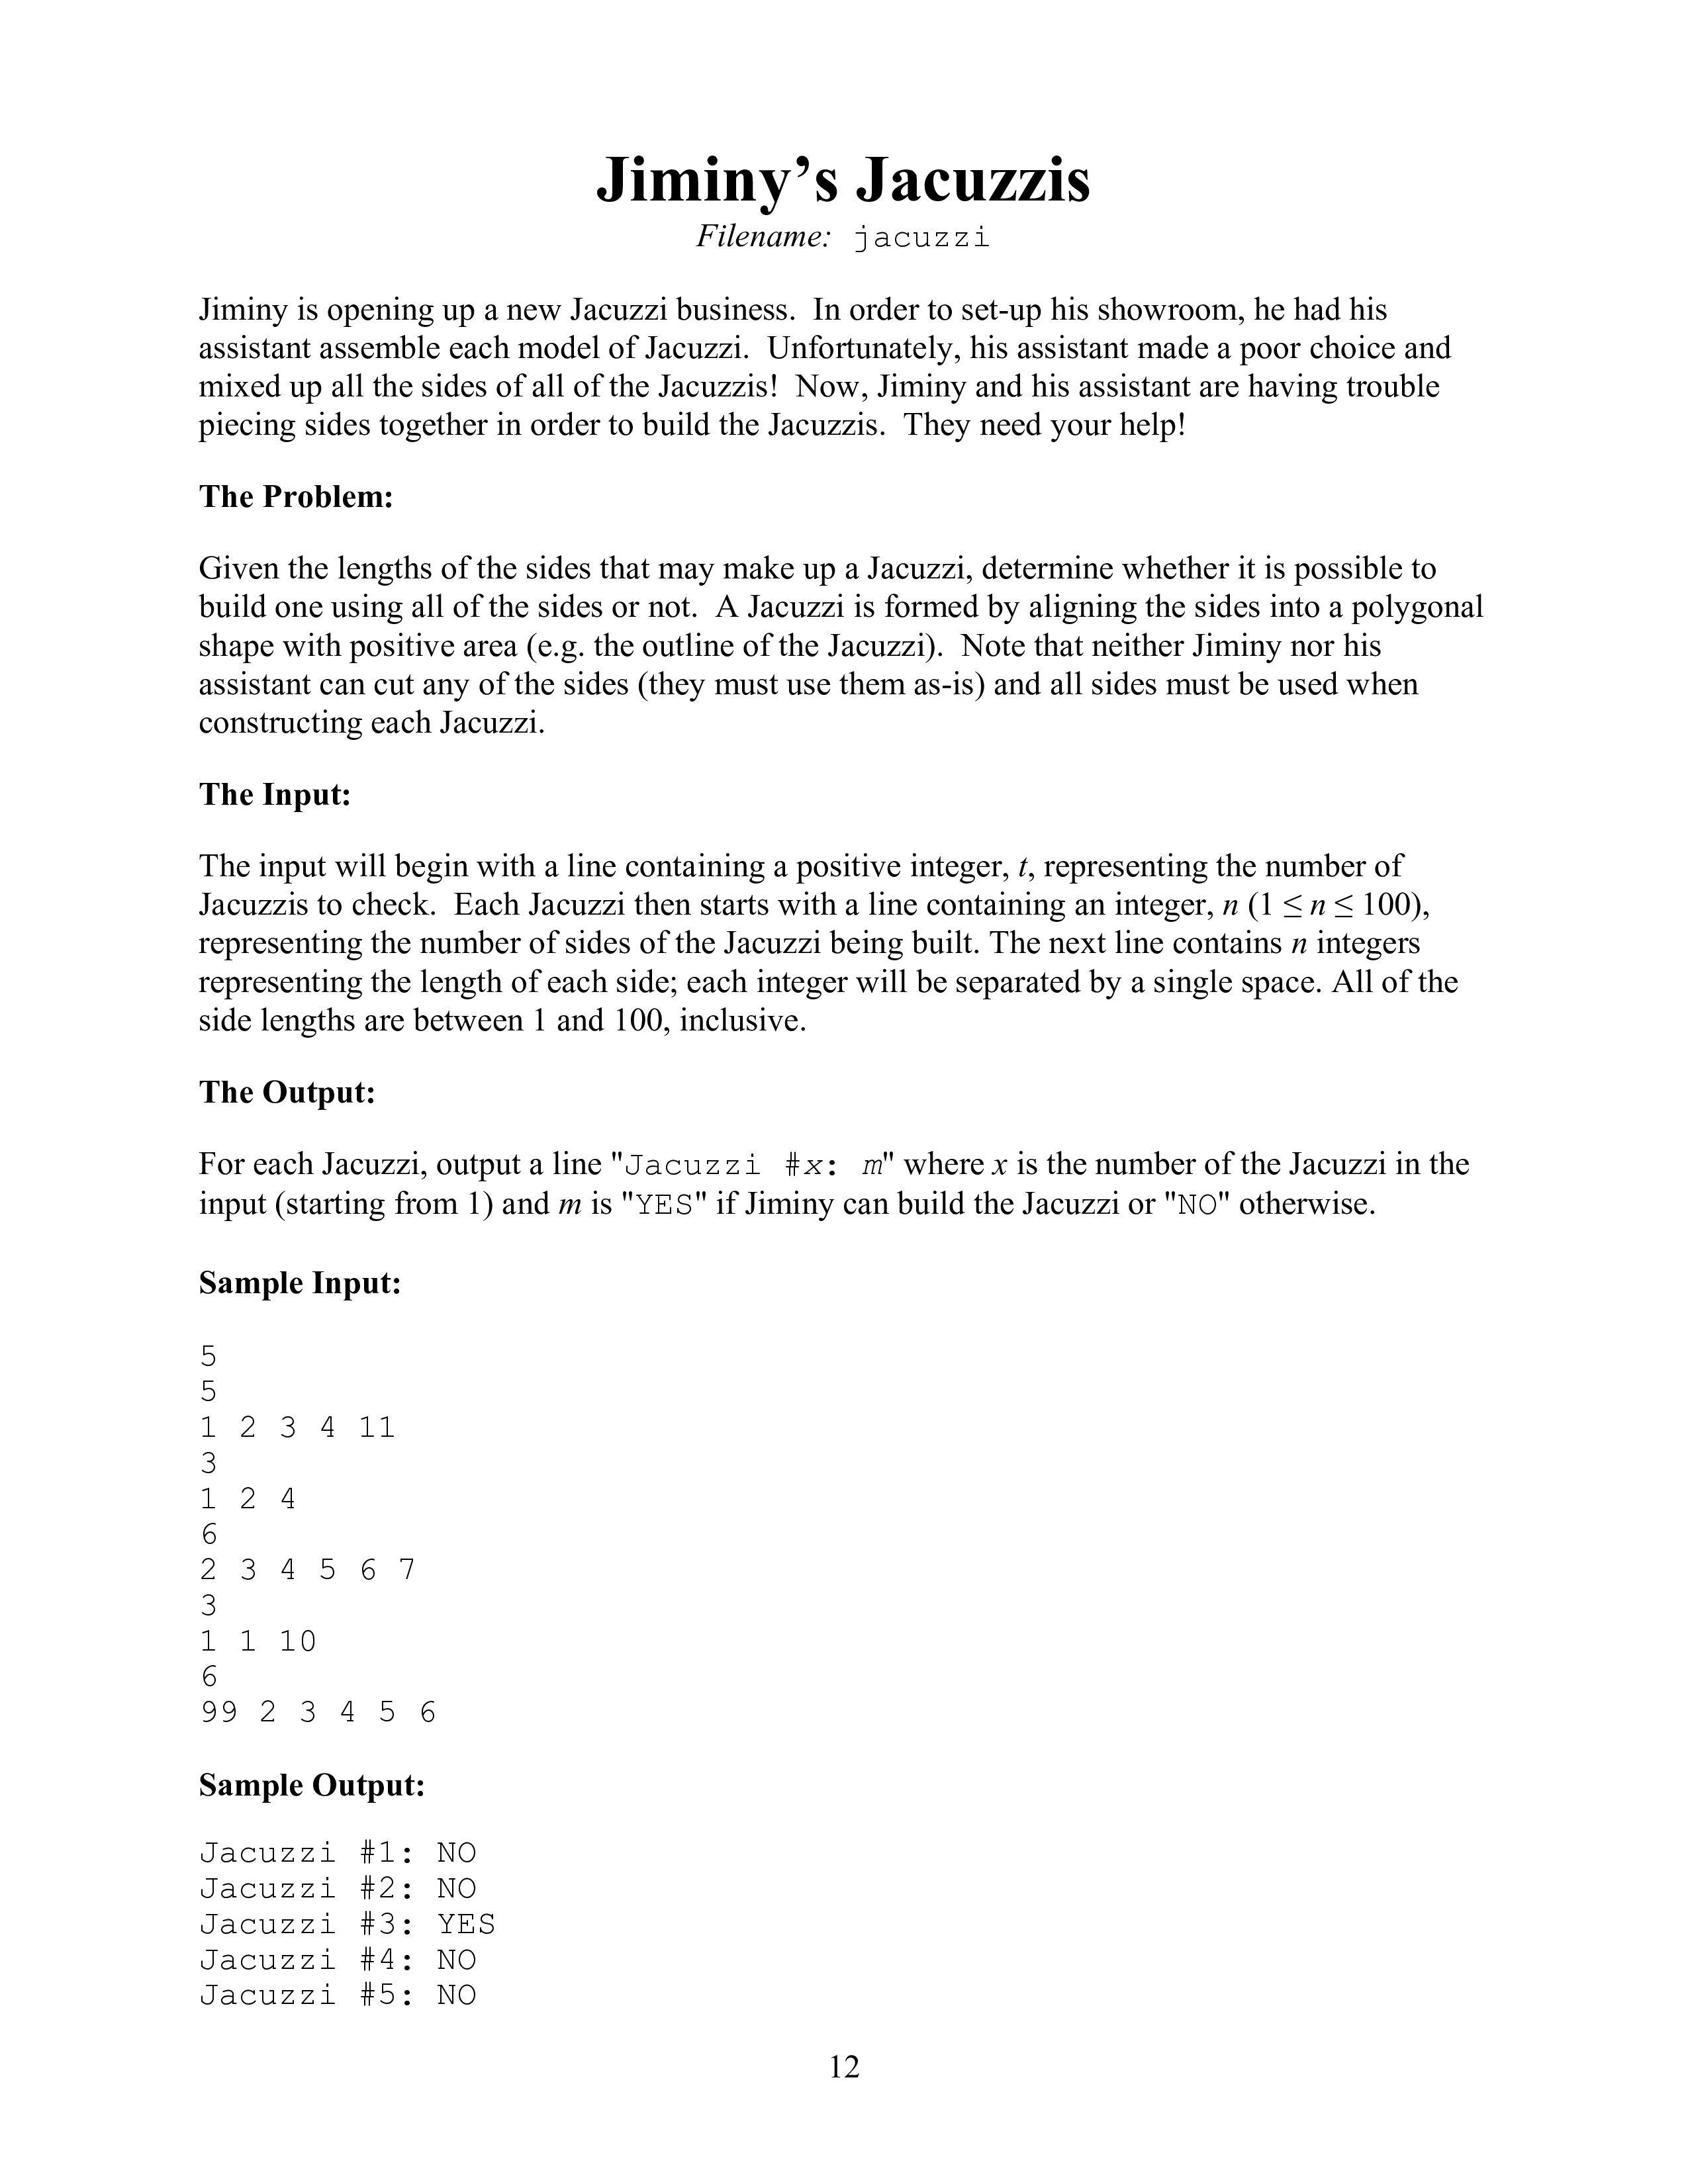 Jiminy’s Jacuzzis
Filename: jacuzzi
Jiminy is opening up a new Jacuzzi business.  In order to set-up his showroom, he had his
assistant assemble each model of Jacuzzi.  Unfortunately, his assistant made a poor choice and
mixed up all the sides of all of the Jacuzzis!  Now, Jiminy and his assistant are having trouble
piecing sides together in order to build the Jacuzzis.  They need your help!
The Problem:
Given the lengths of the sides that may make up a Jacuzzi, determine whether it is possible to
build one using all of the sides or not.  A Jacuzzi is formed by aligning the sides into a polygonal
shape with positive area (e.g. the outline of the Jacuzzi).  Note that neither Jiminy nor his
assistant can cut any of the sides (they must use them as-is) and all sides must be used when
constructing each Jacuzzi.
The Input:
The input will begin with a line containing a positive integer, t, representing the number of
Jacuzzis to check.  Each Jacuzzi then starts with a line containing an integer, n (1 ≤ n ≤ 100),
representing the number of sides of the Jacuzzi being built. The next line contains n integers
representing the length of each side; each integer will be separated by a single space. All of the
side lengths are between 1 and 100, inclusive.
The Output:
For each Jacuzzi, output a line "Jacuzzi #x: m" where x is the number of the Jacuzzi in the
input (starting from 1) and m is "YES" if Jiminy can build the Jacuzzi or "NO" otherwise.
Sample Input:
5
5
1 2 3 4 11
3
1 2 4
6
2 3 4 5 6 7
3
1 1 10
6
99 2 3 4 5 6
Sample Output:
Jacuzzi #1: NO
Jacuzzi #2: NO
Jacuzzi #3: YES
Jacuzzi #4: NO
Jacuzzi #5: NO
12